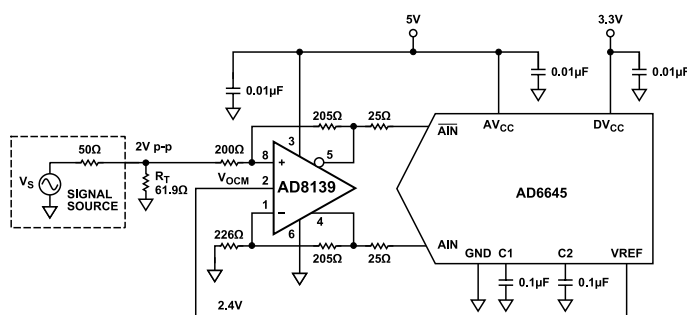 5V
3.3V
0.01µF
0.01µF
0.01µF
205Ω
25Ω
AIN
AVCC
DVCC
50Ω
2V p-p
200Ω
3
5
8
+
VS
SIGNAL
SOURCE
RT
61.9Ω
VOCM
2
AD8139
AD6645
1
−
4
6
226Ω
205Ω
25Ω
AIN
GND
C1
C2
VREF
0.1µF
0.1µF
2.4V